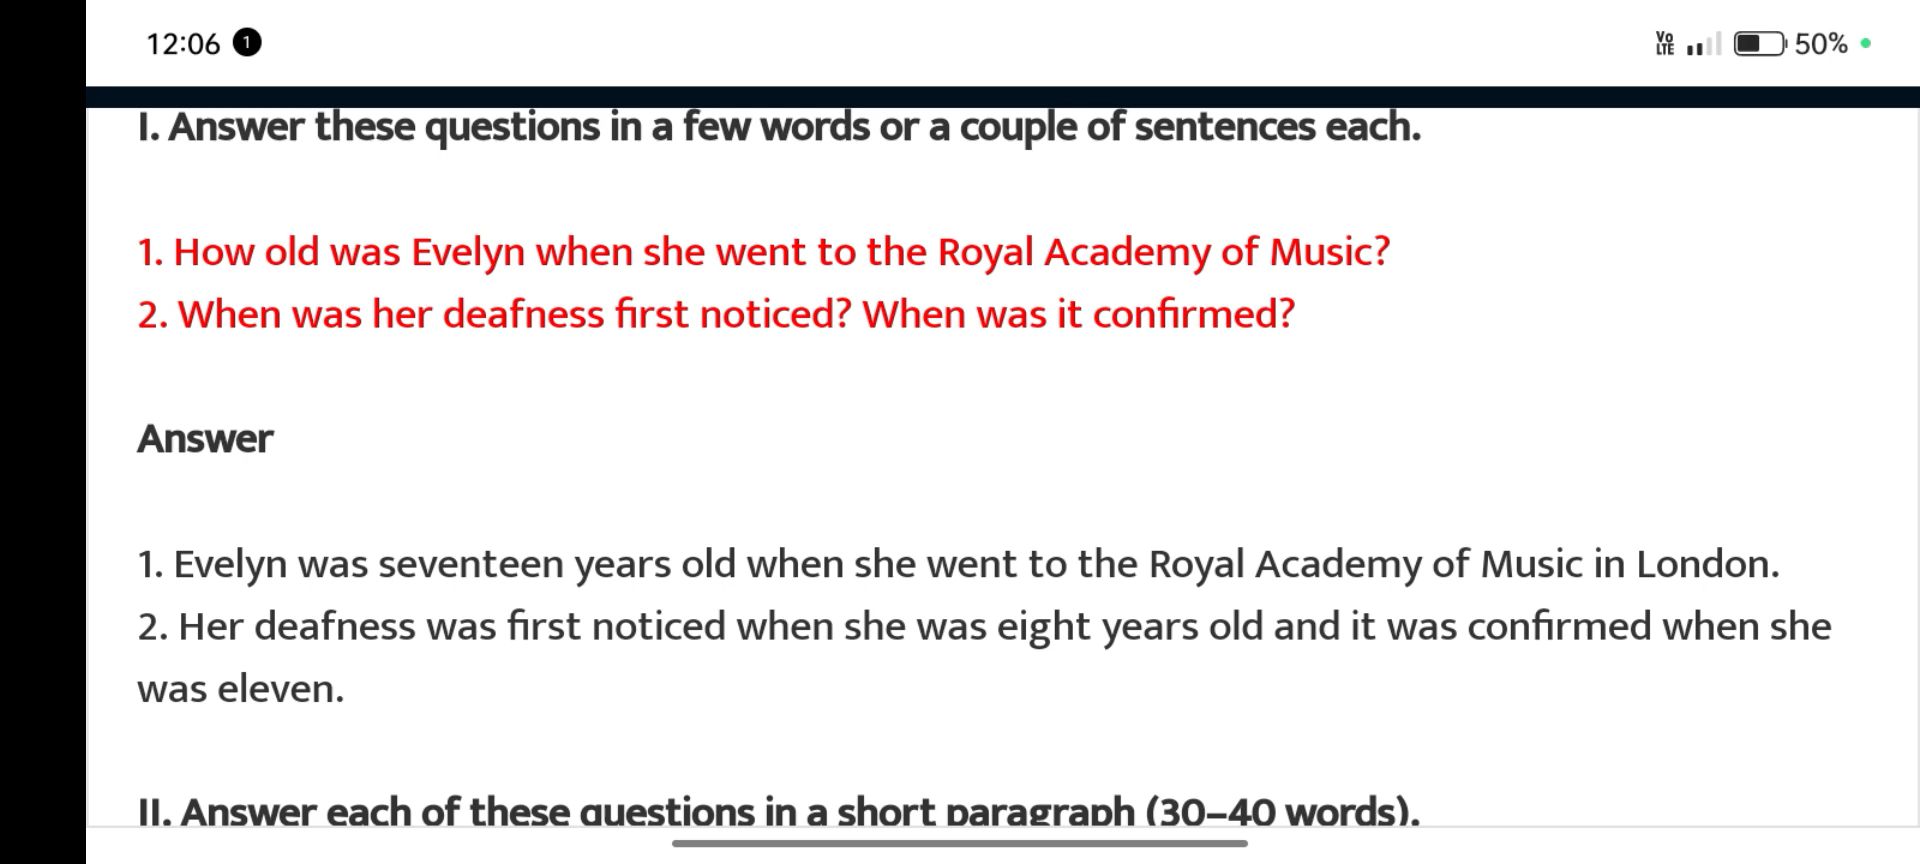 12:06 1
Vo LTE 50%
I. Answer these questions in a few words or a couple of sentences each.
1. How old was Evelyn when she went to the Royal Academy of Music?
2. When was her deafness first noticed? When was it confirmed?
Answer
1. Evelyn was seventeen years old when she went to the Royal Academy of Music in London.
2. Her deafness was first noticed when she was eight years old and it was confirmed when she
was eleven.
II. Answer each of these questions in a short paragraph (30–40 words).